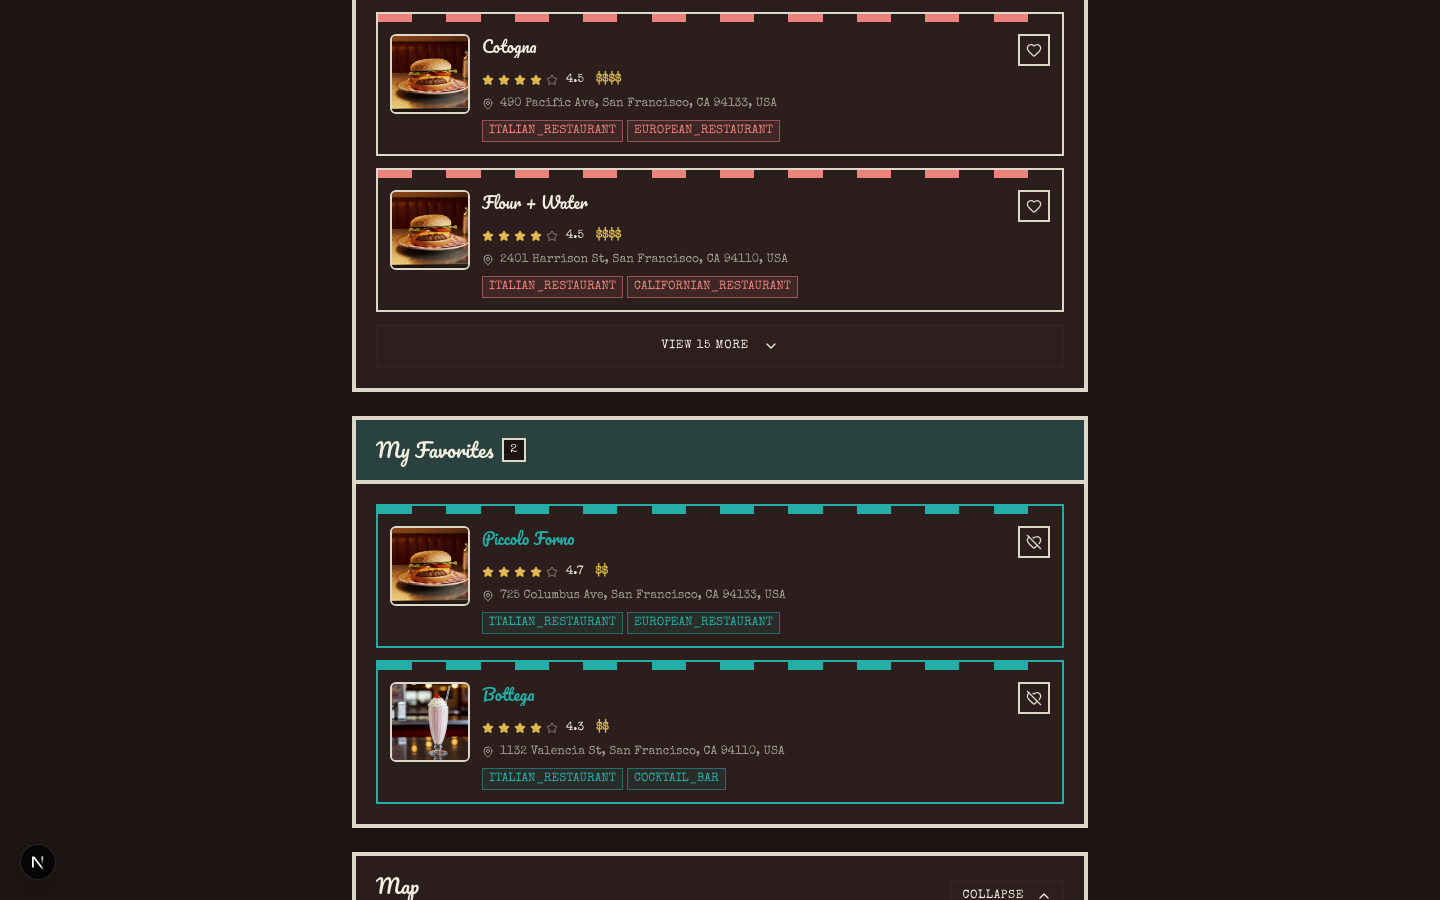 Cotogna
4.5 $$$$
490 Pacific Ave, San Francisco, CA 94133, USA
ITALIAN_RESTAURANT EUROPEAN_RESTAURANT
Flour + Water
4.5 $$$$
2401 Harrison St, San Francisco, CA 94110, USA
ITALIAN_RESTAURANT CALIFORNIAN_RESTAURANT
VIEW 15 MORE
My Favorites 2
Piccolo Forno
4.7 $$
725 Columbus Ave, San Francisco, CA 94133, USA
ITALIAN_RESTAURANT EUROPEAN_RESTAURANT
Bottega
4.3 $$
1132 Valencia St, San Francisco, CA 94110, USA
ITALIAN_RESTAURANT COCKTAIL_BAR
N
Map
COLLAPSE